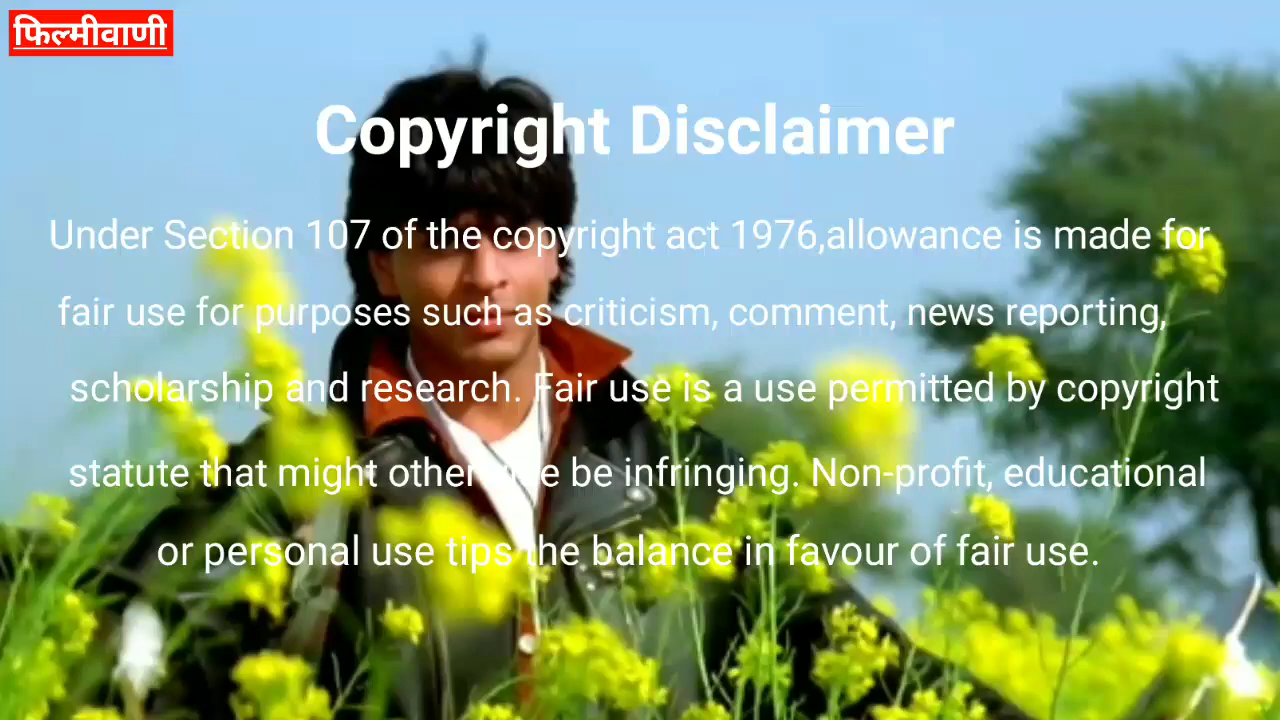 फिल्मीवाणी
Copyright Disclaimer
Under Section 107 of the copyright act 1976,allowance is made for
fair use for purposes such as criticism, comment, news reporting,
scholarship and research. Fair use is a use permitted by copyright
statute that might otherwise be infringing. Non-profit, educational
or personal use tips the balance in favour of fair use.